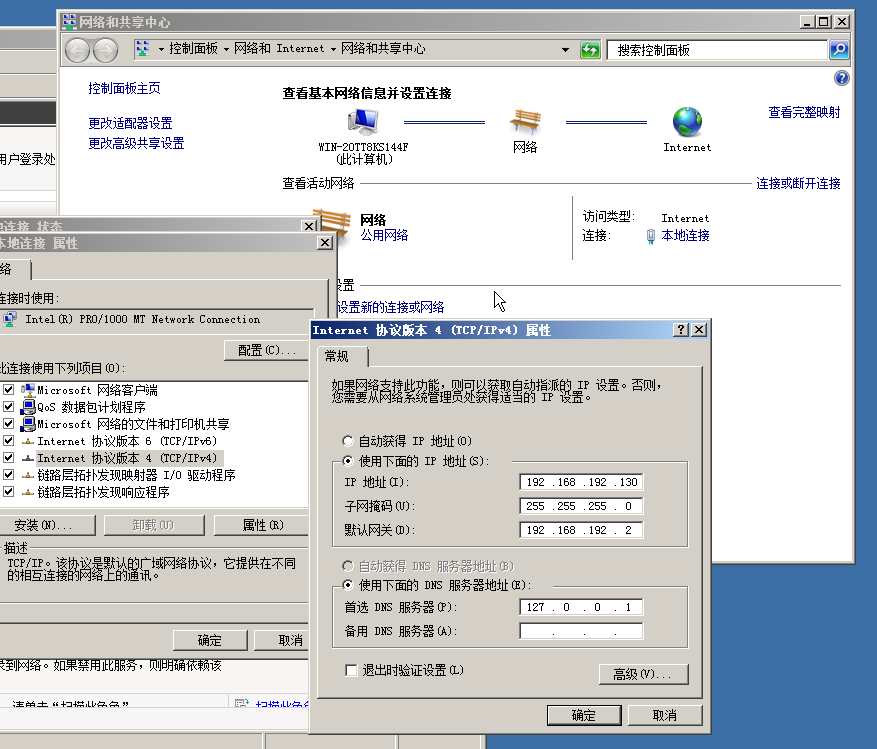 网络和共享中心
控制面板 网络和 Internet 网络和共享中心
搜索控制面板
控制面板主页
更改适配器设置
更改高级共享设置
查看基本网络信息并设置连接
查看完整映射
WIN-20TT8KS144F
(此计算机)
网络
Internet
查看活动网络
连接或断开连接
网络
公用网络
访问类型: Internet
连接: 本地连接
设置新的连接或网络
用户登录处
地连接 状态
本地连接 属性
络
连接时使用:
Intel(R) PRO/1000 MT Network Connection
配置(C)...
此连接使用下列项目(O):
Microsoft 网络客户端
QoS 数据包计划程序
Microsoft 网络的文件和打印机共享
Internet 协议版本 6 (TCP/IPv6)
Internet 协议版本 4 (TCP/IPv4)
链路层拓扑发现映射器 I/O 驱动程序
链路层拓扑发现响应程序
安装(N)...
卸载(U)
属性(R)
描述
TCP/IP。该协议是默认的广域网络协议，它提供在不同
的相互连接的网络上的通讯。
确定
取消
录到网络。如果禁用此服务，则明确依赖该
Internet 协议版本 4 (TCP/IPv4) 属性
常规
如果网络支持此功能，则可以获取自动指派的 IP 设置。否则，
您需要从网络系统管理员处获得适当的 IP 设置。
自动获得 IP 地址(O)
使用下面的 IP 地址(S):
IP 地址(I): 192 .168 .192 .130
子网掩码(U): 255 .255 .255 . 0
默认网关(D): 192 .168 .192 . 2
自动获得 DNS 服务器地址(B)
使用下面的 DNS 服务器地址(E):
首选 DNS 服务器(P): 127 . 0 . 0 . 1
备用 DNS 服务器(A): . . .
退出时验证设置(L)
高级(V)...
确定
取消